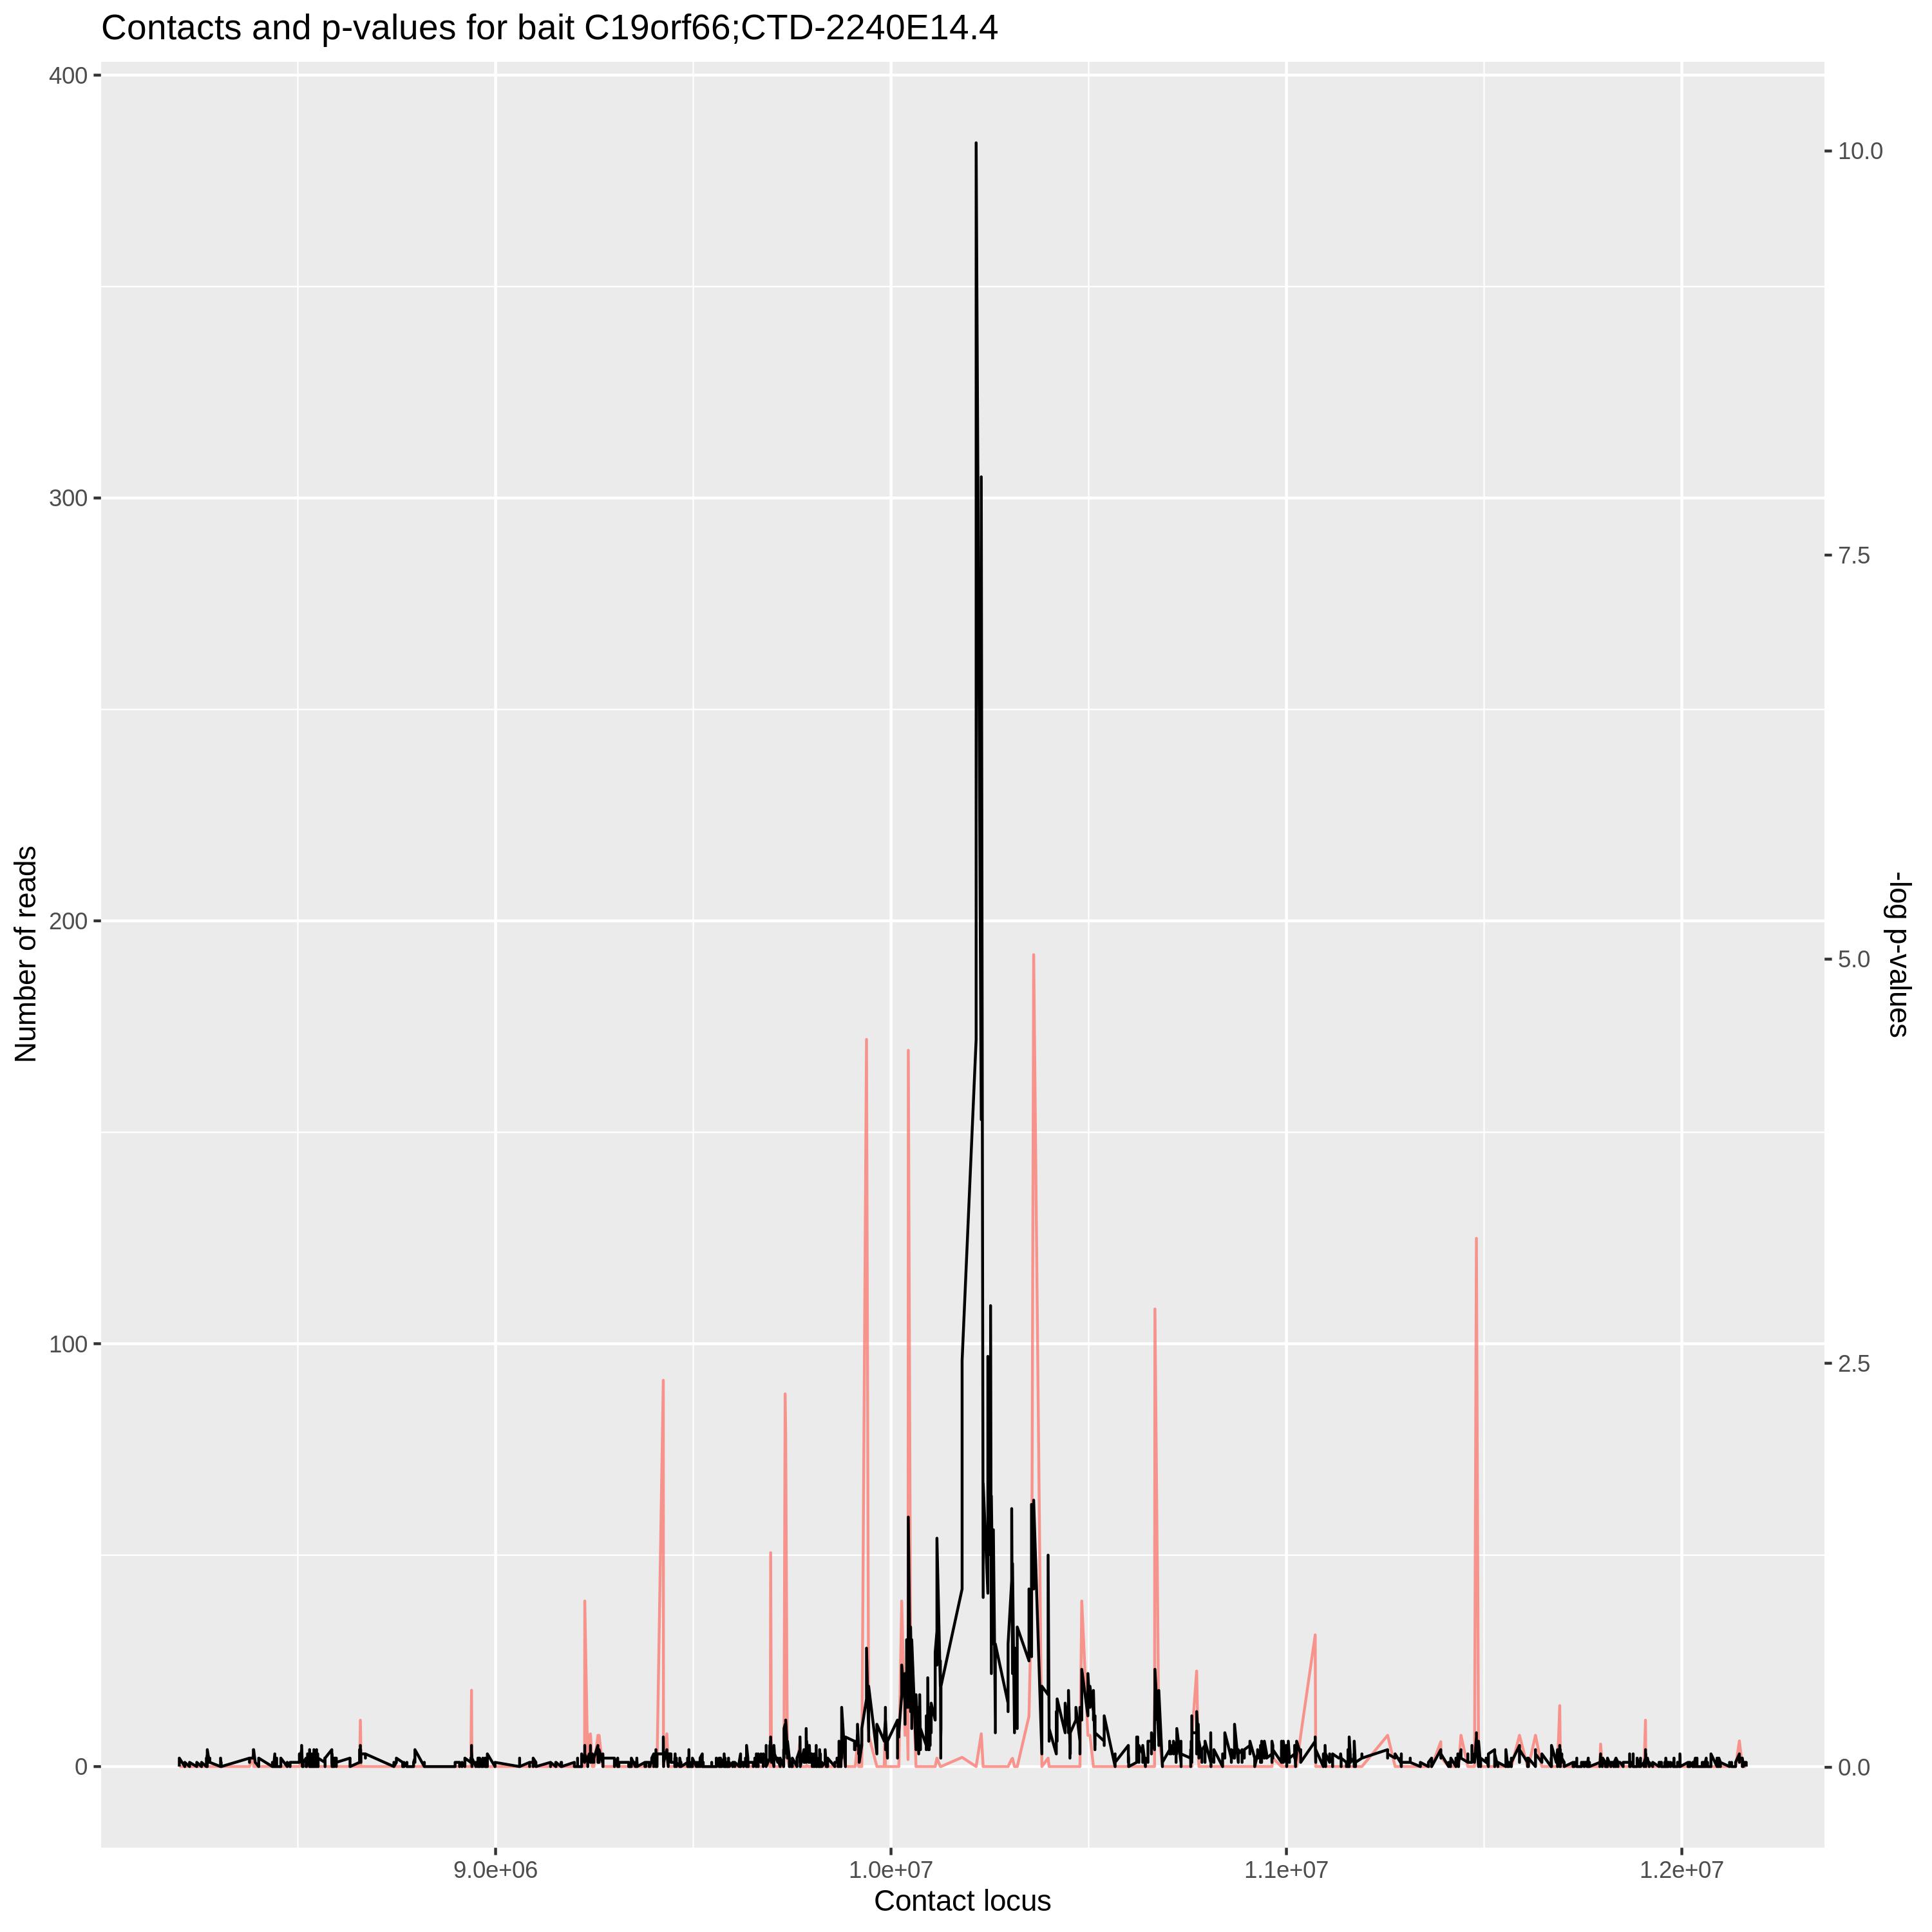 Contacts and p-values for bait C19orf66;CTD-2240E14.4
400
300
200
100
0
Number of reads
10.0
7.5
5.0
2.5
0.0
-log p-values
9.0e+06
1.0e+07
1.1e+07
1.2e+07
Contact locus